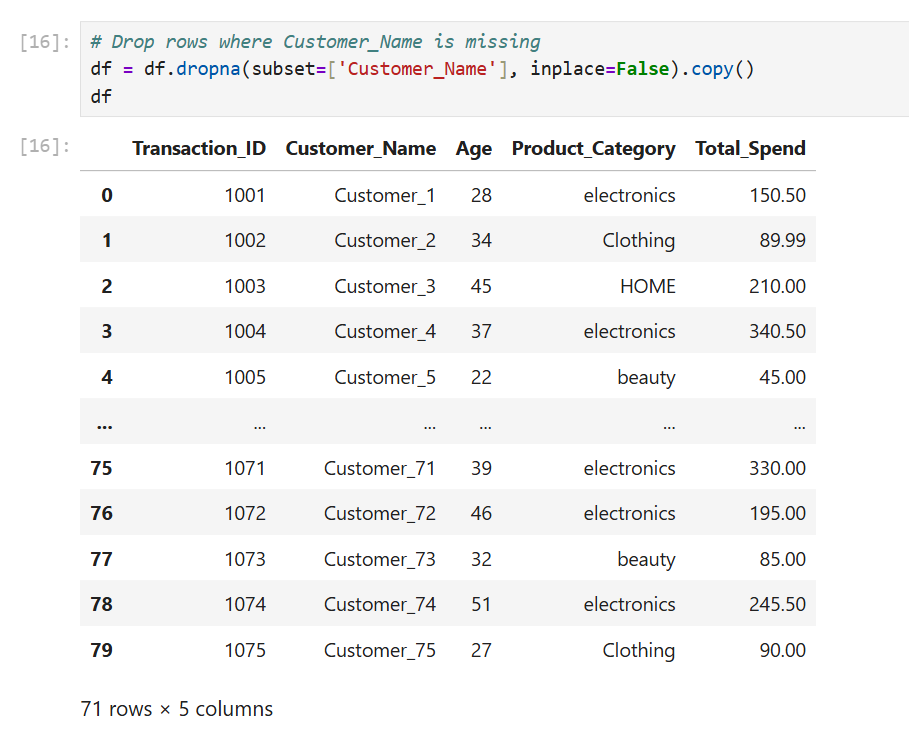 [16]: # Drop rows where Customer_Name is missing
df = df.dropna(subset=['Customer_Name'], inplace=False).copy()
df
[16]: Transaction_ID Customer_Name Age Product_Category Total_Spend
0 1001 Customer_1 28 electronics 150.50
1 1002 Customer_2 34 Clothing 89.99
2 1003 Customer_3 45 HOME 210.00
3 1004 Customer_4 37 electronics 340.50
4 1005 Customer_5 22 beauty 45.00
... ... ... ... ... ...
75 1071 Customer_71 39 electronics 330.00
76 1072 Customer_72 46 electronics 195.00
77 1073 Customer_73 32 beauty 85.00
78 1074 Customer_74 51 electronics 245.50
79 1075 Customer_75 27 Clothing 90.00
71 rows × 5 columns